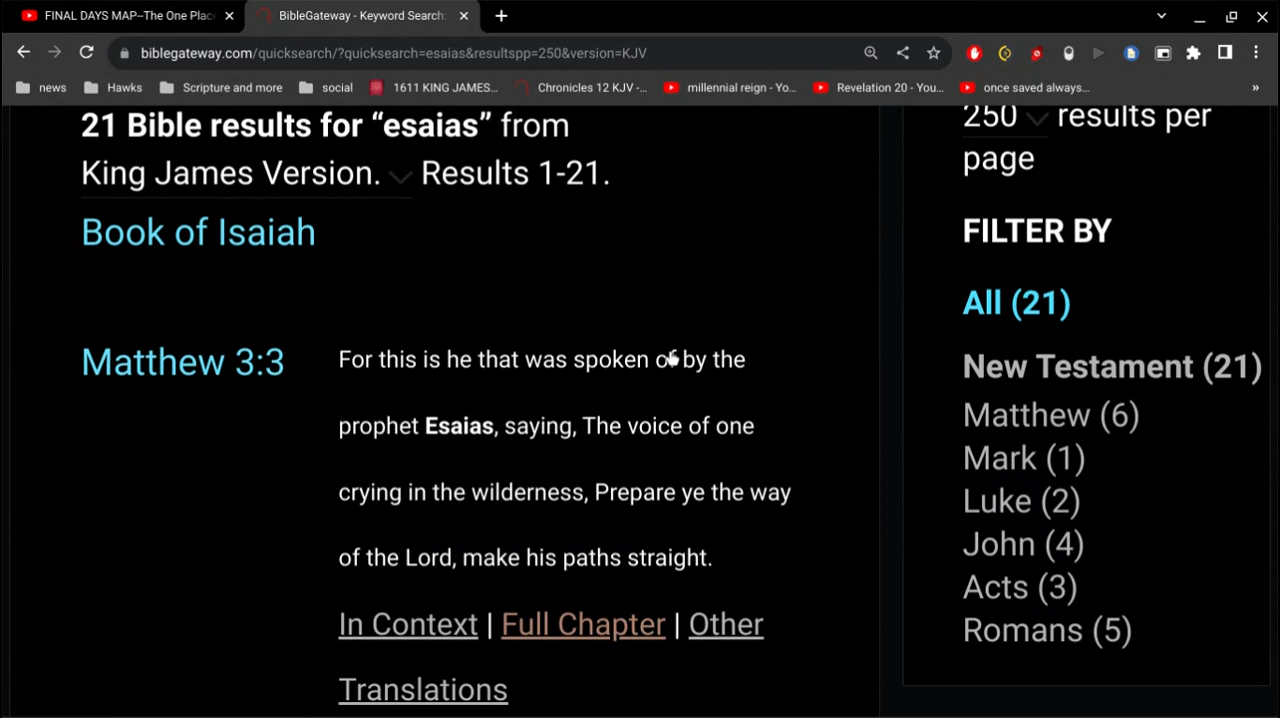 FINAL DAYS MAP--The One Plac
BibleGateway - Keyword Search:
biblegateway.com/quicksearch/?quicksearch=esaias&resultspp=250&version=KJV
news
Hawks
Scripture and more
social
1611 KING JAMES...
Chronicles 12 KJV -...
millennial reign - Yo...
Revelation 20 - You...
once saved always...
»
21 Bible results for “esaias” from
King James Version. Results 1-21.
Book of Isaiah
Matthew 3:3
For this is he that was spoken of by the
prophet Esaias, saying, The voice of one
crying in the wilderness, Prepare ye the way
of the Lord, make his paths straight.
In Context | Full Chapter | Other
Translations
250 results per
page
FILTER BY
All (21)
New Testament (21)
Matthew (6)
Mark (1)
Luke (2)
John (4)
Acts (3)
Romans (5)